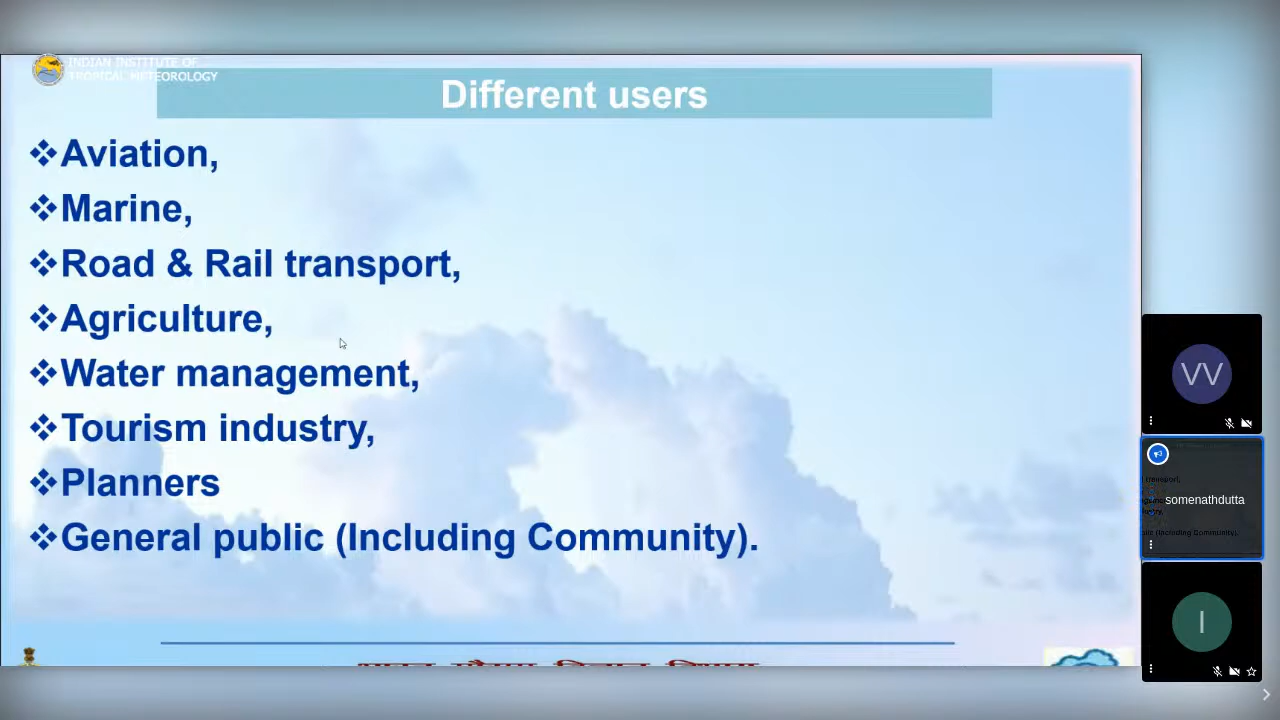 INDIAN INSTITUTE OF
TROPICAL METEOROLOGY
Different users
❖Aviation,
❖Marine,
❖Road & Rail transport,
❖Agriculture,
❖Water management,
❖Tourism industry,
❖Planners
❖General public (Including Community).
VV
somenathdutta
I